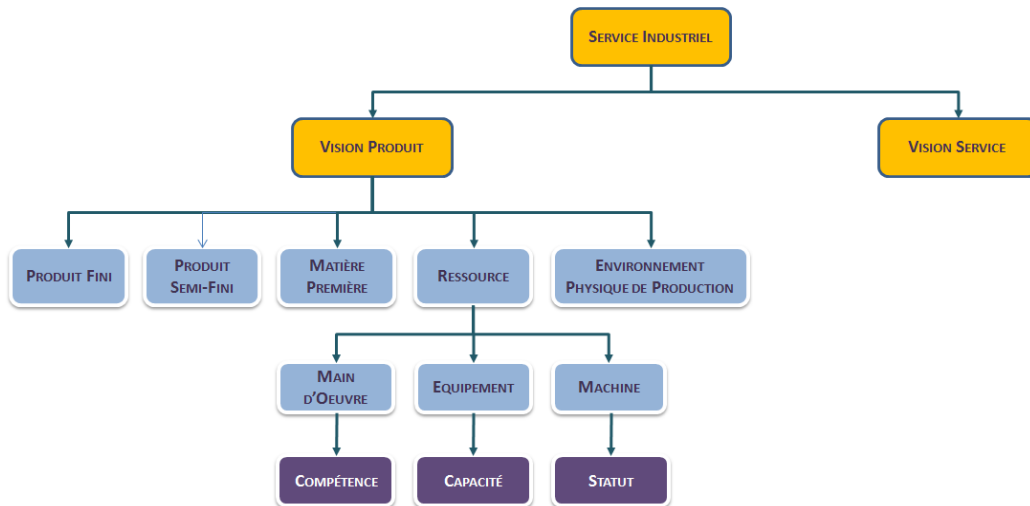 Service Industriel
Vision Produit
Vision Service
Produit Fini
Produit
Semi-Fini
Matière
Première
Ressource
Environnement
Physique de Production
Main
d'Oeuvre
Equipement
Machine
Compétence
Capacité
Statut